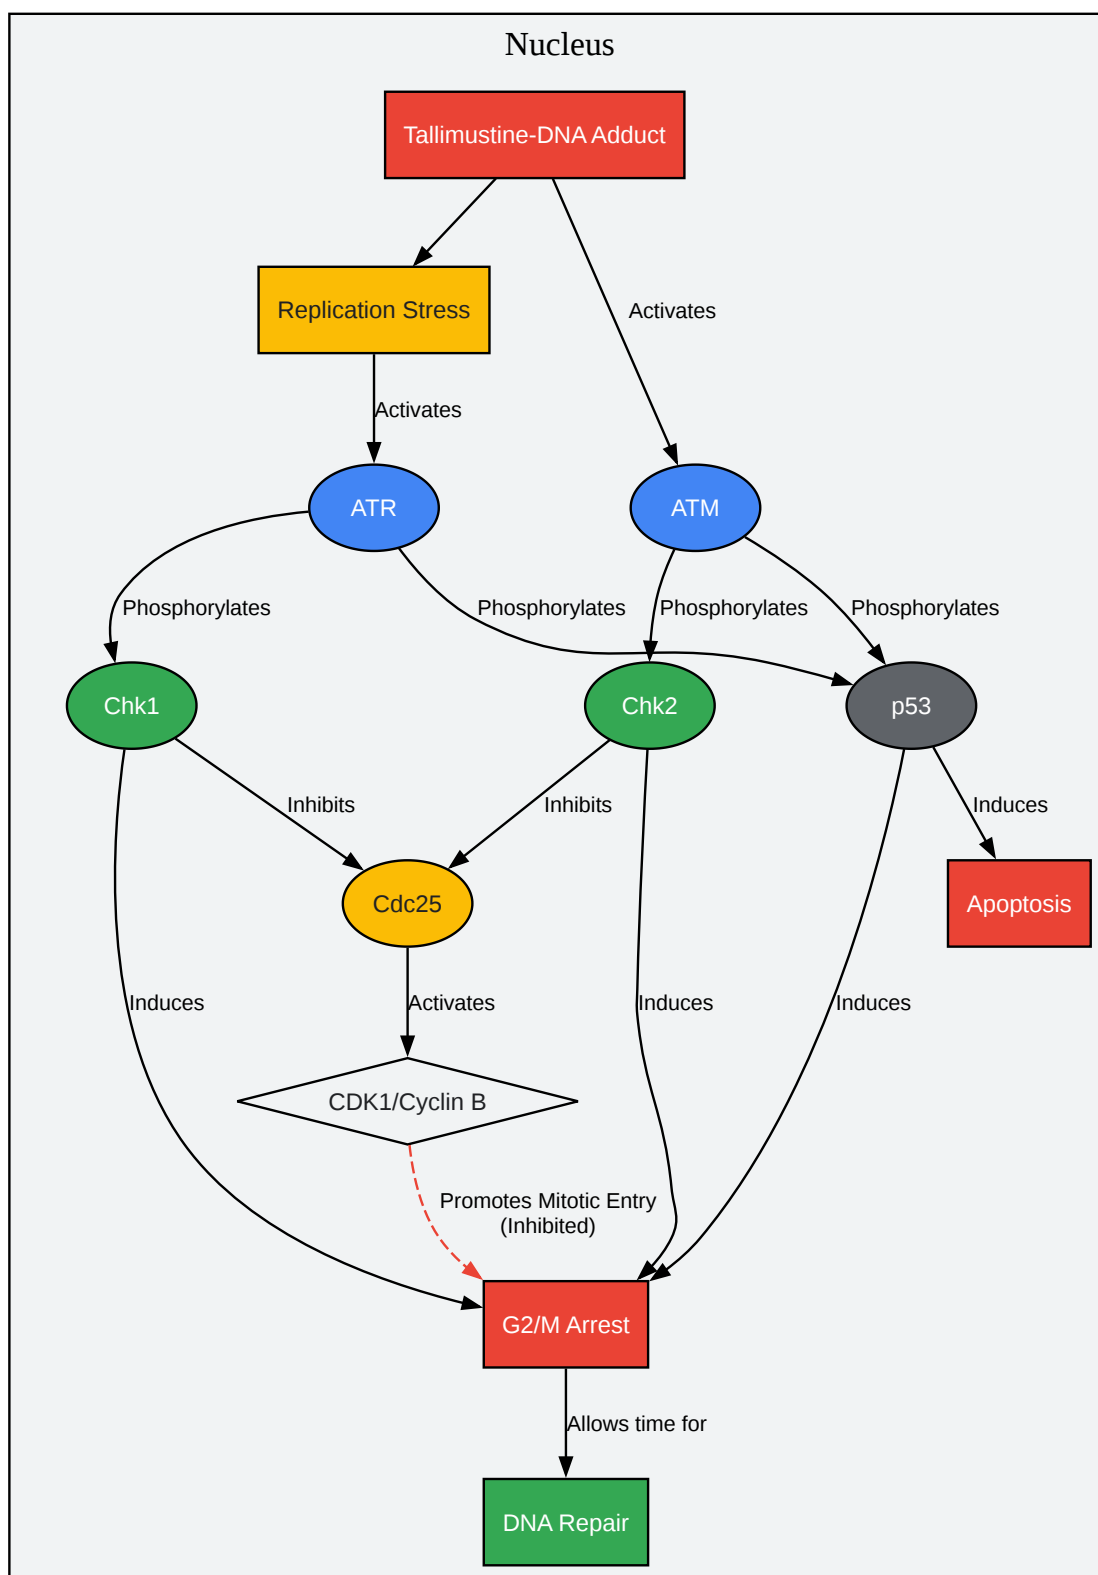 Nucleus
Tallimustine-DNA Adduct
Replication Stress
Activates
Activates
ATR
ATM
Phosphorylates
Phosphorylates
Phosphorylates
Phosphorylates
Chk1
Chk2
p53
Inhibits
Inhibits
Induces
Cdc25
Apoptosis
Induces
Activates
Induces
Induces
CDK1/Cyclin B
Promotes Mitotic Entry
(Inhibited)
G2/M Arrest
Allows time for
DNA Repair